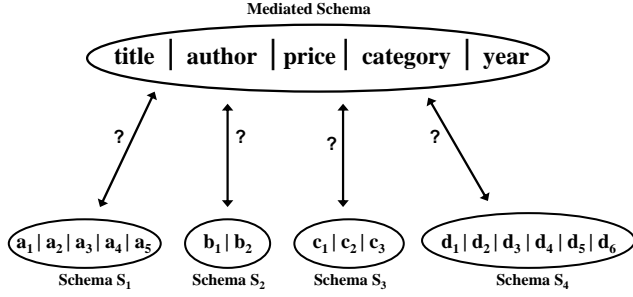 Mediated Schema
title | author | price | category | year
? ? ? ?
a1 | a2 | a3 | a4 | a5 b1 | b2 c1 | c2 | c3 d1 | d2 | d3 | d4 | d5 | d6
Schema S1 Schema S2 Schema S3 Schema S4